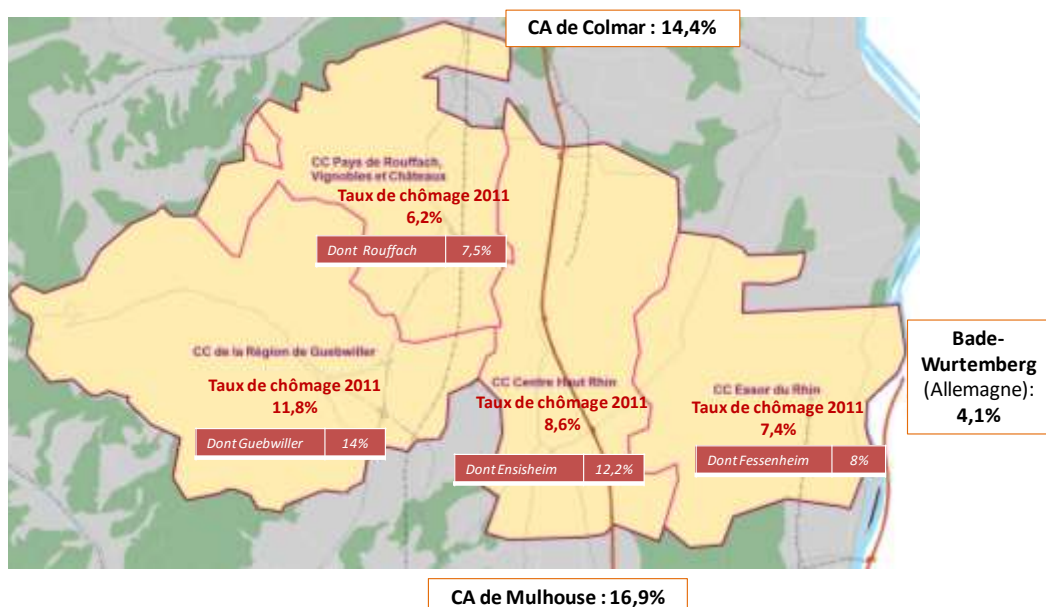 CA de Colmar : 14,4%
CC Pays de Rouffach,
Vignobles et Châteaux
Taux de chômage 2011
6,2%
Dont Rouffach 7,5%
CC de la Région de Guebwiller
Taux de chômage 2011
11,8%
Dont Guebwiller 14%
CC Centre Haut Rhin
Taux de chômage 2011
8,6%
Dont Ensisheim 12,2%
CC Essor du Rhin
Taux de chômage 2011
7,4%
Dont Fessenheim 8%
Bade-
Wurtemberg
(Allemagne):
4,1%
CA de Mulhouse : 16,9%